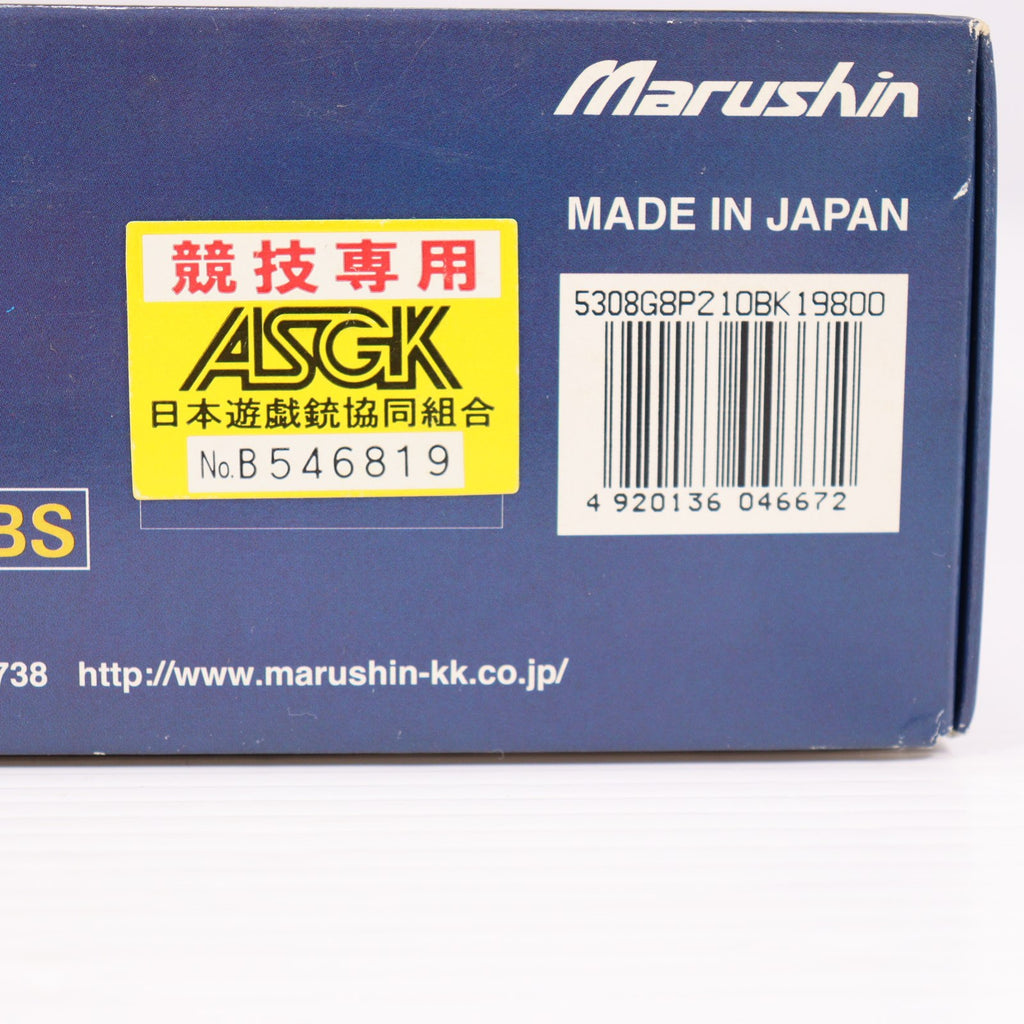 Marushin
MADE IN JAPAN
競技専用
ASGK
日本遊戯銃協同組合
No.B546819
5308G8P210BK19800
4 920136 046672
BS
738 http://www.marushin-kk.co.jp/